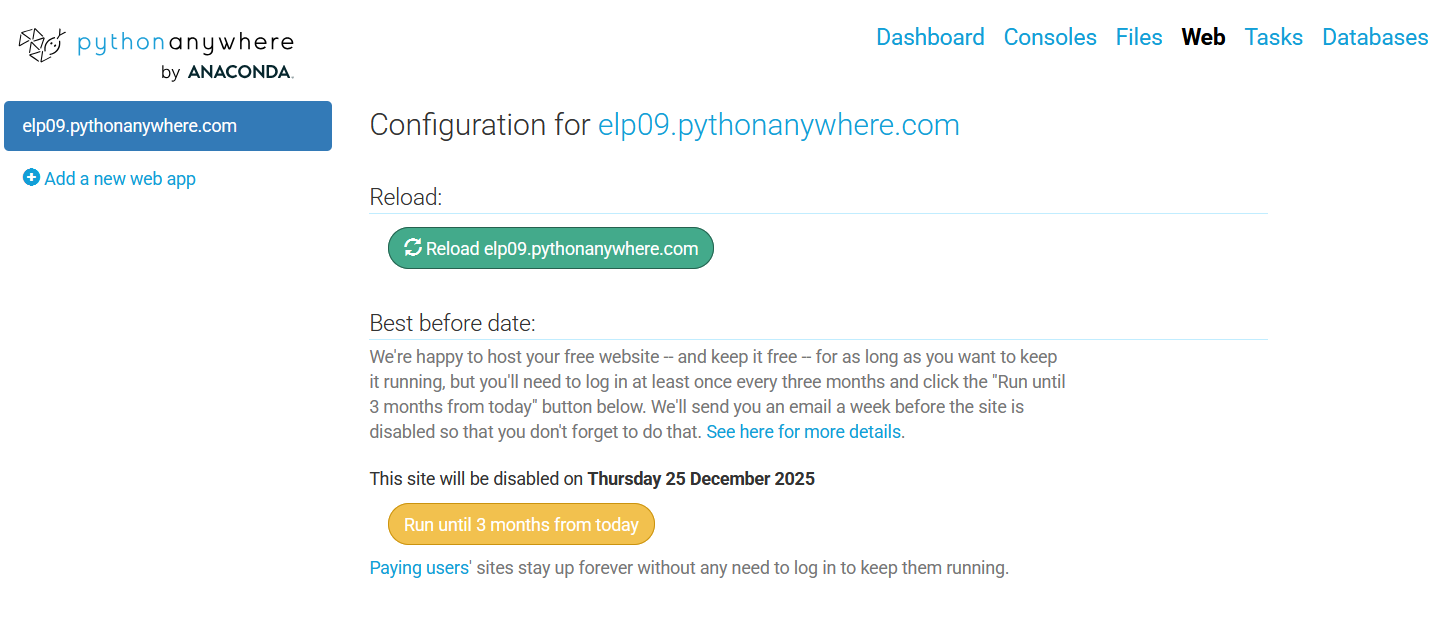 pythonanywhere
by ANACONDA.
Dashboard Consoles Files Web Tasks Databases
elp09.pythonanywhere.com
Add a new web app
Configuration for elp09.pythonanywhere.com
Reload:
Reload elp09.pythonanywhere.com
Best before date:
We're happy to host your free website -- and keep it free -- for as long as you want to keep
it running, but you'll need to log in at least once every three months and click the "Run until
3 months from today" button below. We'll send you an email a week before the site is
disabled so that you don't forget to do that. See here for more details.
This site will be disabled on Thursday 25 December 2025
Run until 3 months from today
Paying users' sites stay up forever without any need to log in to keep them running.